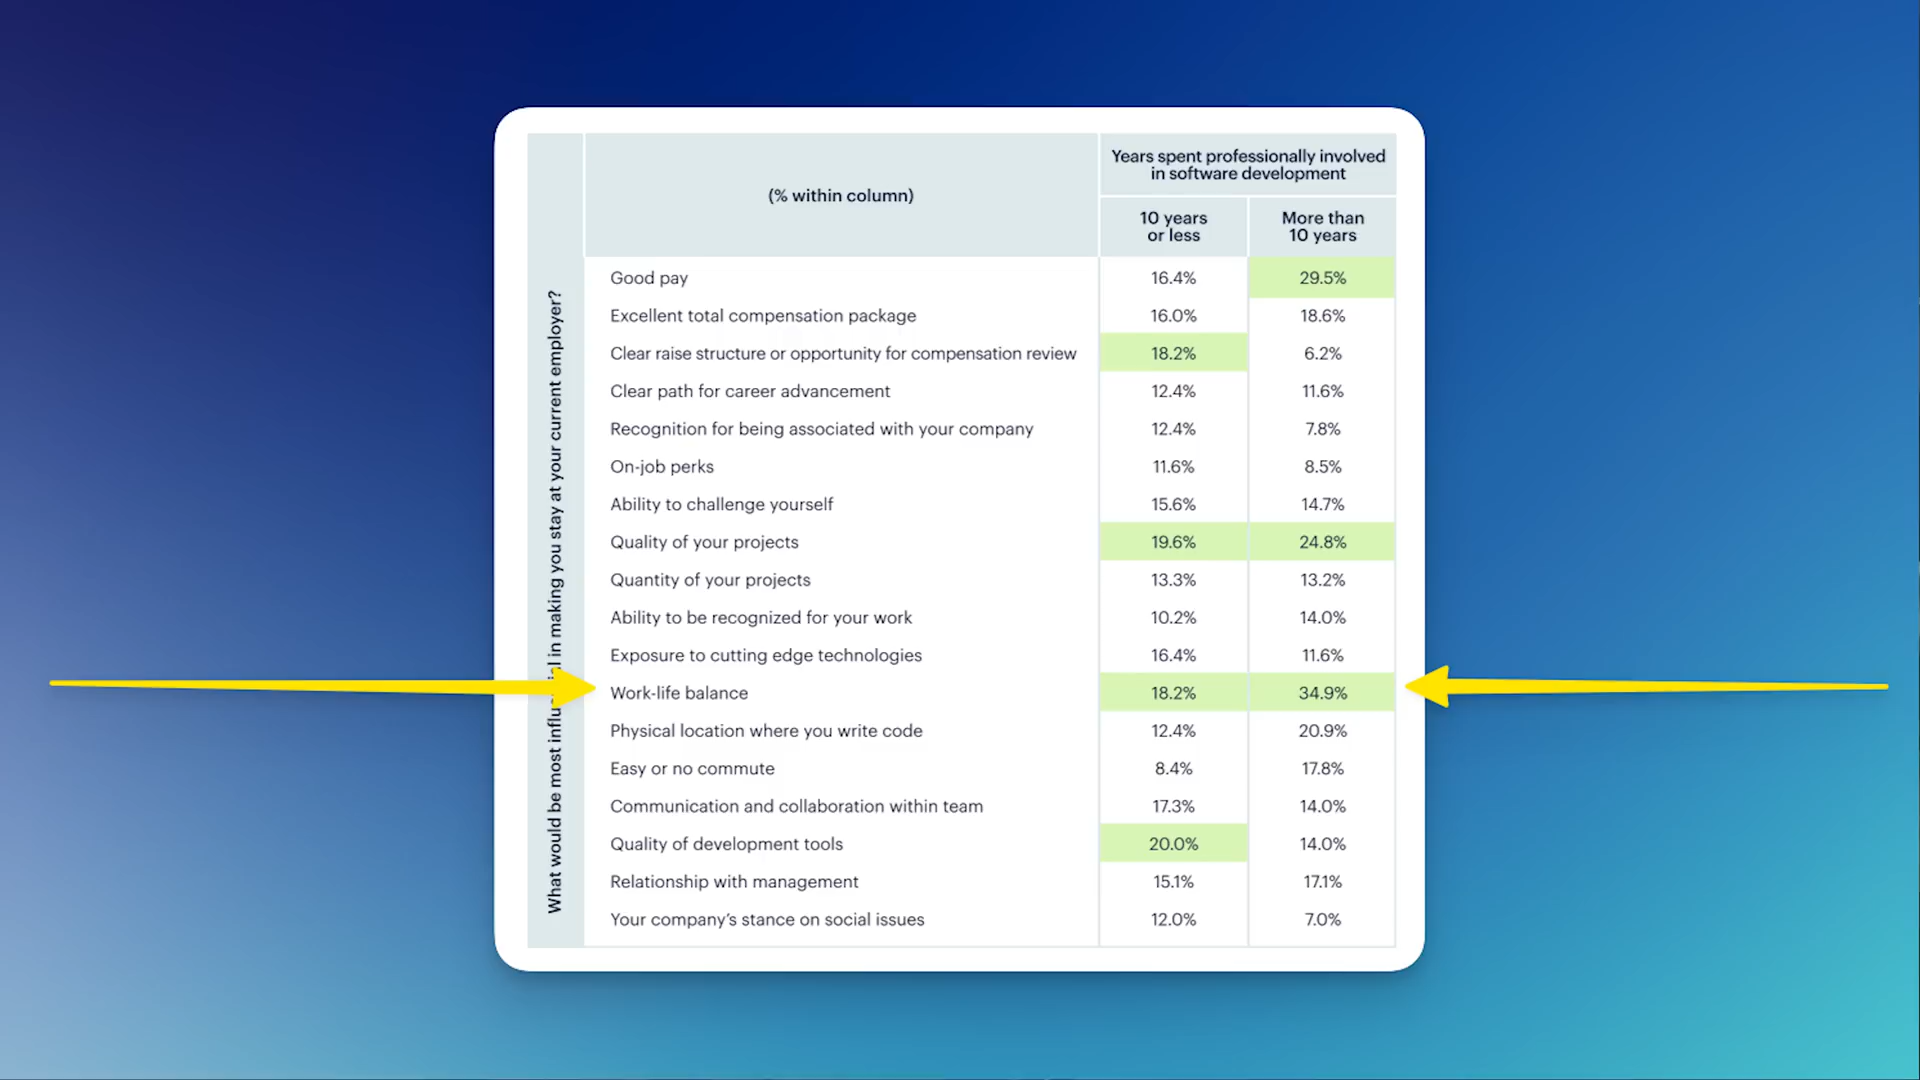 What would be most influ l in making you stay at your current employer?
(% within column)
Years spent professionally involved
in software development
10 years
or less
More than
10 years
Good pay 16.4% 29.5%
Excellent total compensation package 16.0% 18.6%
Clear raise structure or opportunity for compensation review 18.2% 6.2%
Clear path for career advancement 12.4% 11.6%
Recognition for being associated with your company 12.4% 7.8%
On-job perks 11.6% 8.5%
Ability to challenge yourself 15.6% 14.7%
Quality of your projects 19.6% 24.8%
Quantity of your projects 13.3% 13.2%
Ability to be recognized for your work 10.2% 14.0%
Exposure to cutting edge technologies 16.4% 11.6%
Work-life balance 18.2% 34.9%
Physical location where you write code 12.4% 20.9%
Easy or no commute 8.4% 17.8%
Communication and collaboration within team 17.3% 14.0%
Quality of development tools 20.0% 14.0%
Relationship with management 15.1% 17.1%
Your company’s stance on social issues 12.0% 7.0%